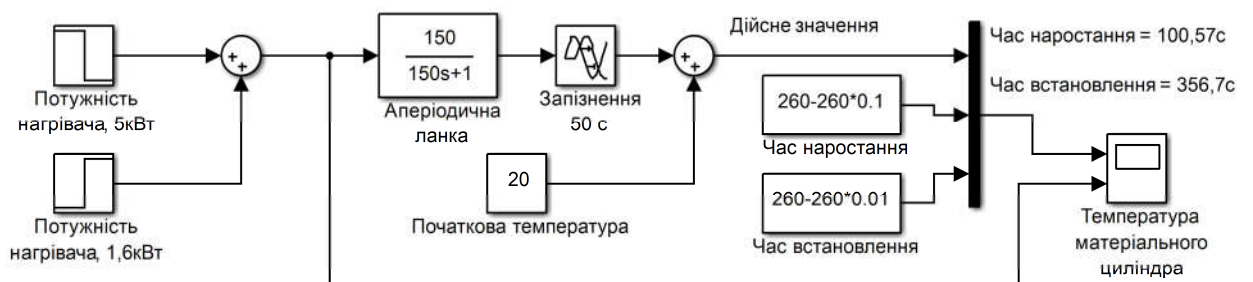 Потужність
нагрівача, 5кВт
Потужність
нагрівача, 1,6кВт
+
+
150
150s+1
Аперіодична
ланка
Запізнення
50 с
20
Початкова температура
+
+
Дійсне значення
260-260*0.1
Час наростання
260-260*0.01
Час встановлення
Час наростання = 100,57с
Час встановлення = 356,7с
Температура
матеріального
циліндра